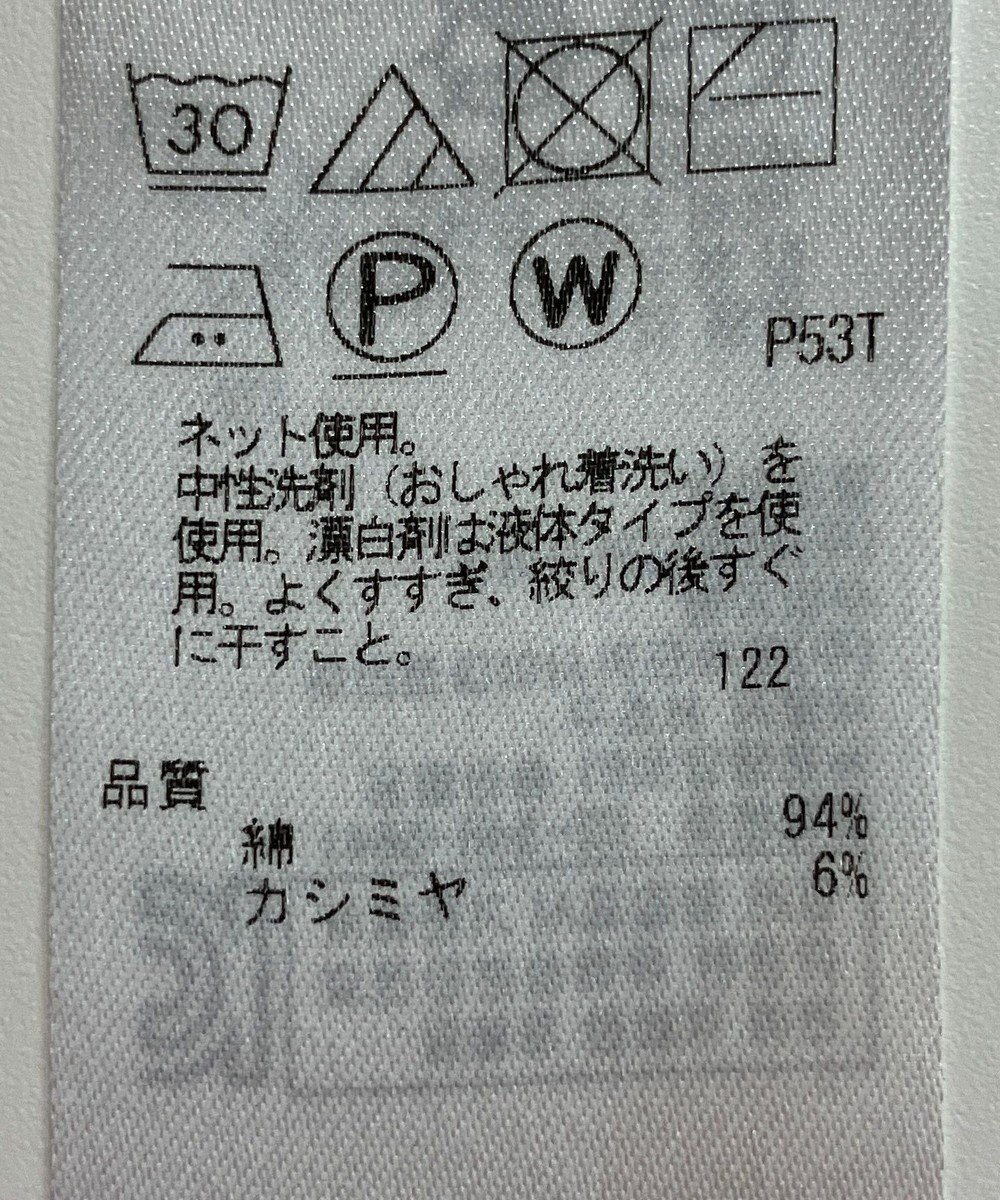 30
P W
P53T
ネット使用。
中性洗剤（おしゃれ着洗い）を
使用。漂白剤は液体タイプを使
用。よくすすぎ、絞りの後すぐ
に干すこと。
122
品質
綿 94%
カシミヤ 6%